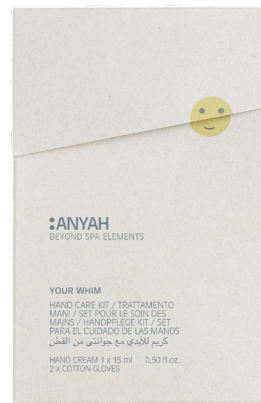 :ANYAH
BEYOND SPA ELEMENTS
YOUR WHIM
HAND CARE KIT / TRATTAMENTO
MANI / SET POUR LE SOIN DES
MAINS / HANDPFLEGE KIT / SET
PARA EL CUIDADO DE LAS MANOS
كريم للأيدي مع جوانتى من القطن
HAND CREAM 1 x 15 ml 0,50 fl oz.
2 x COTTON GLOVES